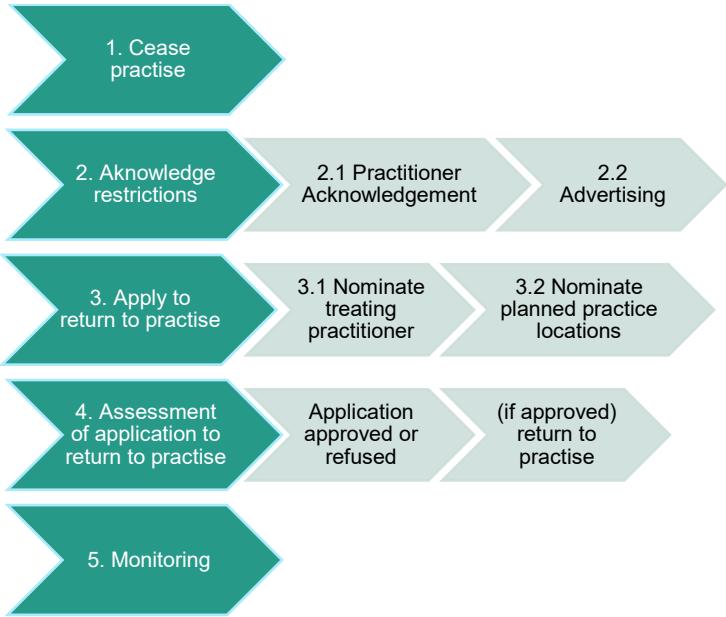 1. Cease
practise
2. Aknowledge
restrictions
2.1 Practitioner
Acknowledgement
2.2
Advertising
3. Apply to
return to practise
3.1 Nominate
treating
practitioner
3.2 Nominate
planned practice
locations
4. Assessment
of application to
return to practise
Application
approved or
refused
(if approved)
return to
practise
5. Monitoring